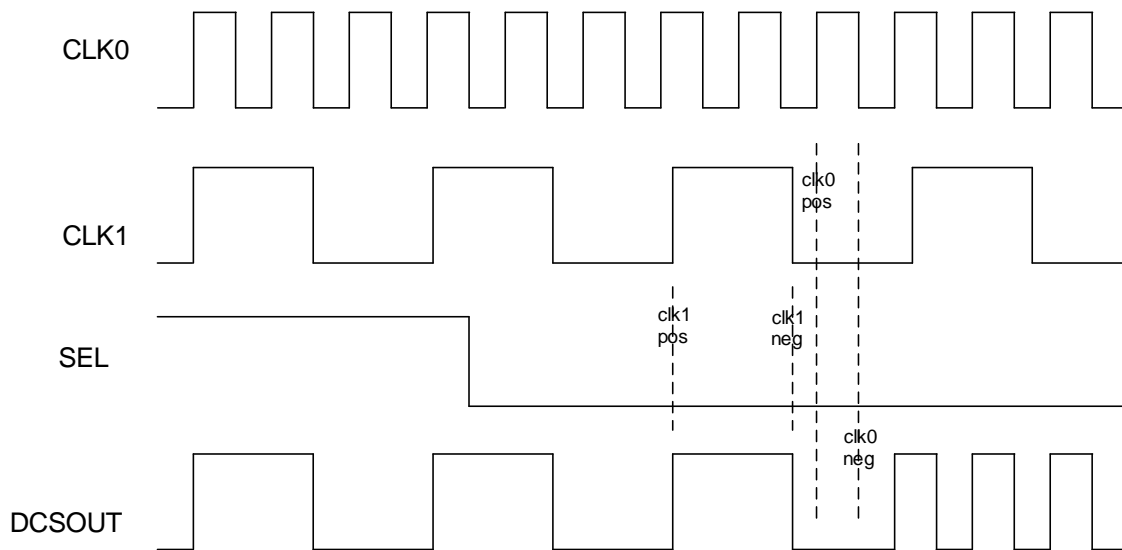 CLK0
clk0
pos
CLK1
clk1
pos
clk1
neg
SEL
clk0
neg
DCSOUT